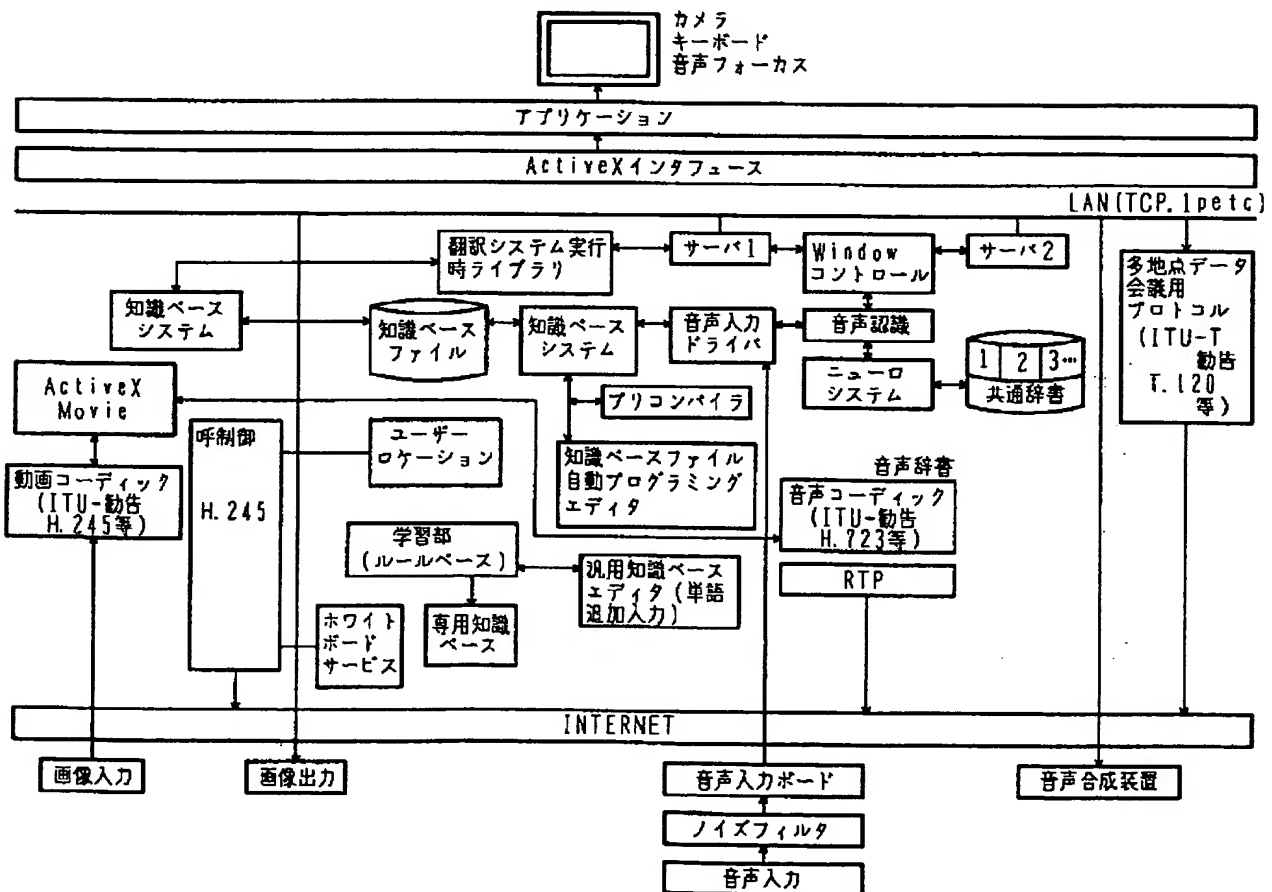 カメラ
キーボード
音声フォーカス
アプリケーション
ActiveXインタフェース
LAN(TCP.1petc)
翻訳システム実行
時ライブラリ
サーバ1
Window
コントロール
サーバ2
多地点データ
会議用
プロトコル
(ITU-T
勧告
T.120
等)
知識ベース
システム
知識ベース
ファイル
知識ベース
システム
音声入力
ドライバ
音声認識
ニューロ
システム
1 2 3…
共通辞書
ActiveX
Movie
プリコンパイラ
呼制御
H.245
ユーザー
ロケーション
知識ベースファイル
自動プログラミング
エディタ
動画コーディック
(ITU-勧告
H.245等)
音声辞書
音声コーディック
(ITU-勧告
H.723等)
学習部
(ルールベース)
汎用知識ベース
エディタ(単語
追加入力)
RTP
ホワイト
ボード
サービス
専用知識
ベース
INTERNET
画像入力
画像出力
音声入力ボード
音声合成装置
ノイズフィルタ
音声入力